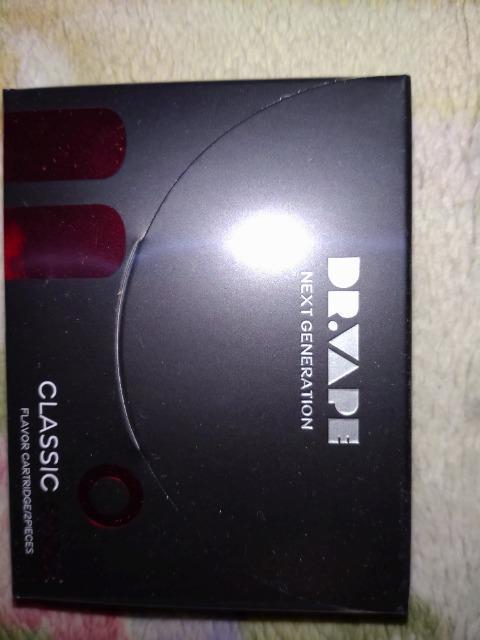 DR.VAPE
NEXT GENERATION
CLASSIC
FLAVOR CARTRIDGE/2PIECES